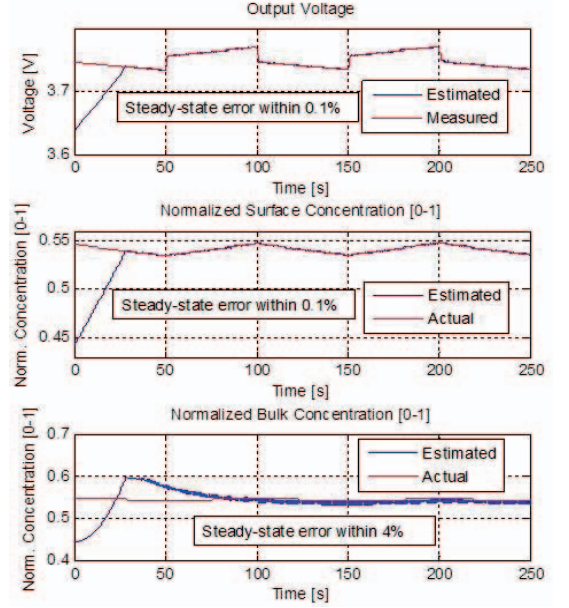 Output Voltage
Voltage [V]
3.7
3.6
Steady-state error within 0.1%
Estimated
Measured
0 50 100 150 200 250
Time [s]
Normalized Surface Concentration [0-1]
Norm. Concentration [0-1]
0.55
0.5
0.45
Steady-state error within 0.1%
Estimated
Actual
0 50 100 150 200 250
Time [s]
Normalized Bulk Concentration [0-1]
Norm. Concentration [0-1]
0.7
0.6
0.5
0.4
Estimated
Actual
Steady-state error within 4%
0 50 100 150 200 250
Time [s]